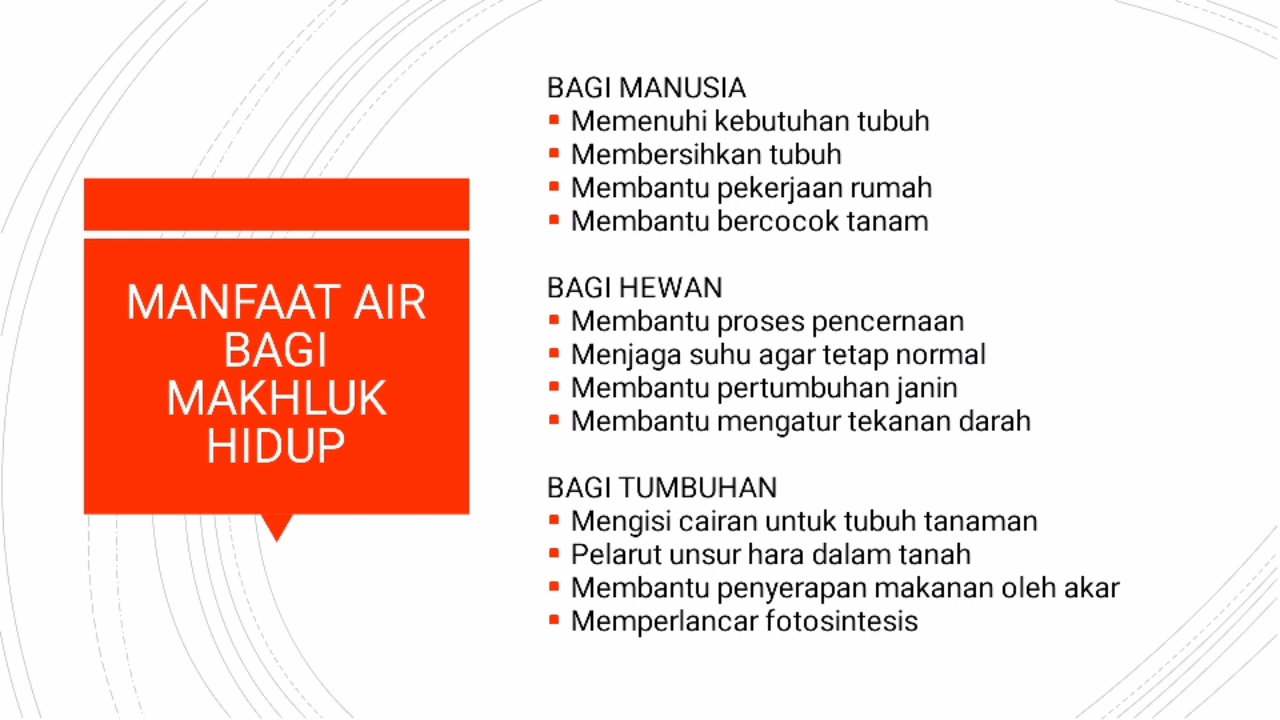 MANFAAT AIR
BAGI
MAKHLUK
HIDUP
BAGI MANUSIA
▪ Memenuhi kebutuhan tubuh
▪ Membersihkan tubuh
▪ Membantu pekerjaan rumah
▪ Membantu bercocok tanam
BAGI HEWAN
▪ Membantu proses pencernaan
▪ Menjaga suhu agar tetap normal
▪ Membantu pertumbuhan janin
▪ Membantu mengatur tekanan darah
BAGI TUMBUHAN
▪ Mengisi cairan untuk tubuh tanaman
▪ Pelarut unsur hara dalam tanah
▪ Membantu penyerapan makanan oleh akar
▪ Memperlancar fotosintesis